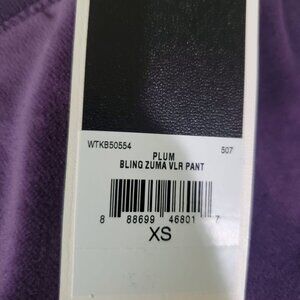 WTKB50554 507
PLUM
BLING ZUMA VLR PANT
8 88699 46801 7
XS